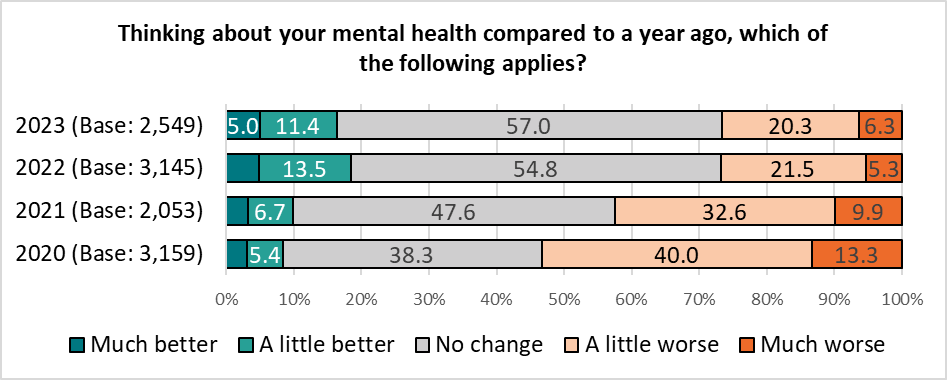 Thinking about your mental health compared to a year ago, which of
the following applies?
2023 (Base: 2,549) 5.0 11.4 57.0 20.3 6.3
2022 (Base: 3,145) 13.5 54.8 21.5 5.3
2021 (Base: 2,053) 6.7 47.6 32.6 9.9
2020 (Base: 3,159) 5.4 38.3 40.0 13.3
0% 10% 20% 30% 40% 50% 60% 70% 80% 90% 100%
Much better A little better No change A little worse Much worse